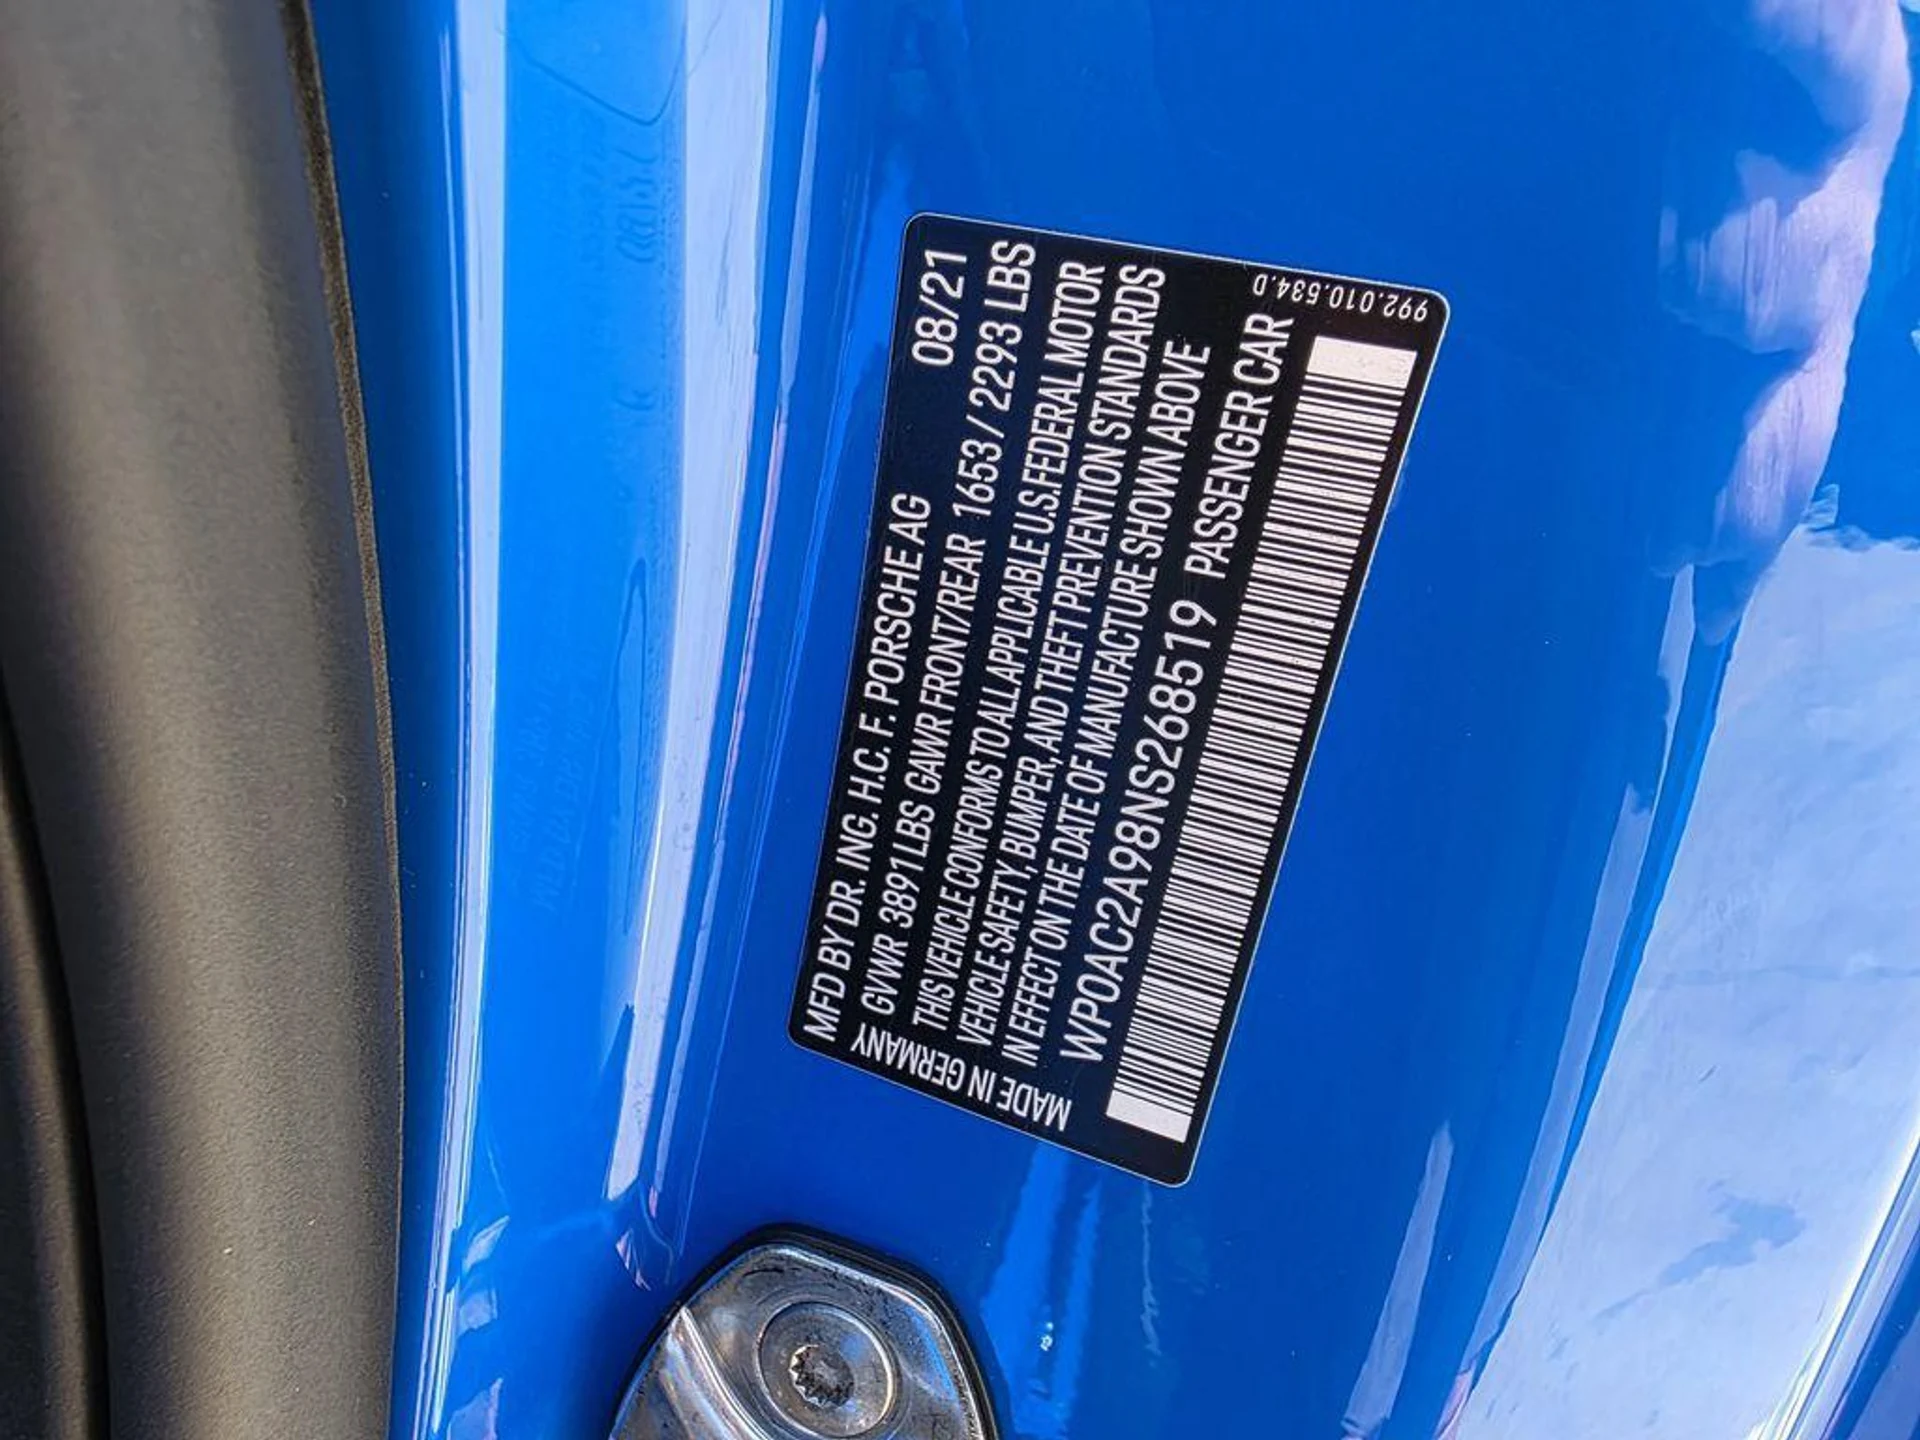 MFD BY DR. ING. H.C. F. PORSCHE AG 08/21
GVWR 3891 LBS GAWR FRONT/REAR 1653 / 2293 LBS
THIS VEHICLE CONFORMS TO ALL APPLICABLE U.S. FEDERAL MOTOR
VEHICLE SAFETY, BUMPER, AND THEFT PREVENTION STANDARDS
IN EFFECT ON THE DATE OF MANUFACTURE SHOWN ABOVE
WP0AC2A98NS268519 PASSENGER CAR
MADE IN GERMANY
992.010.534.D